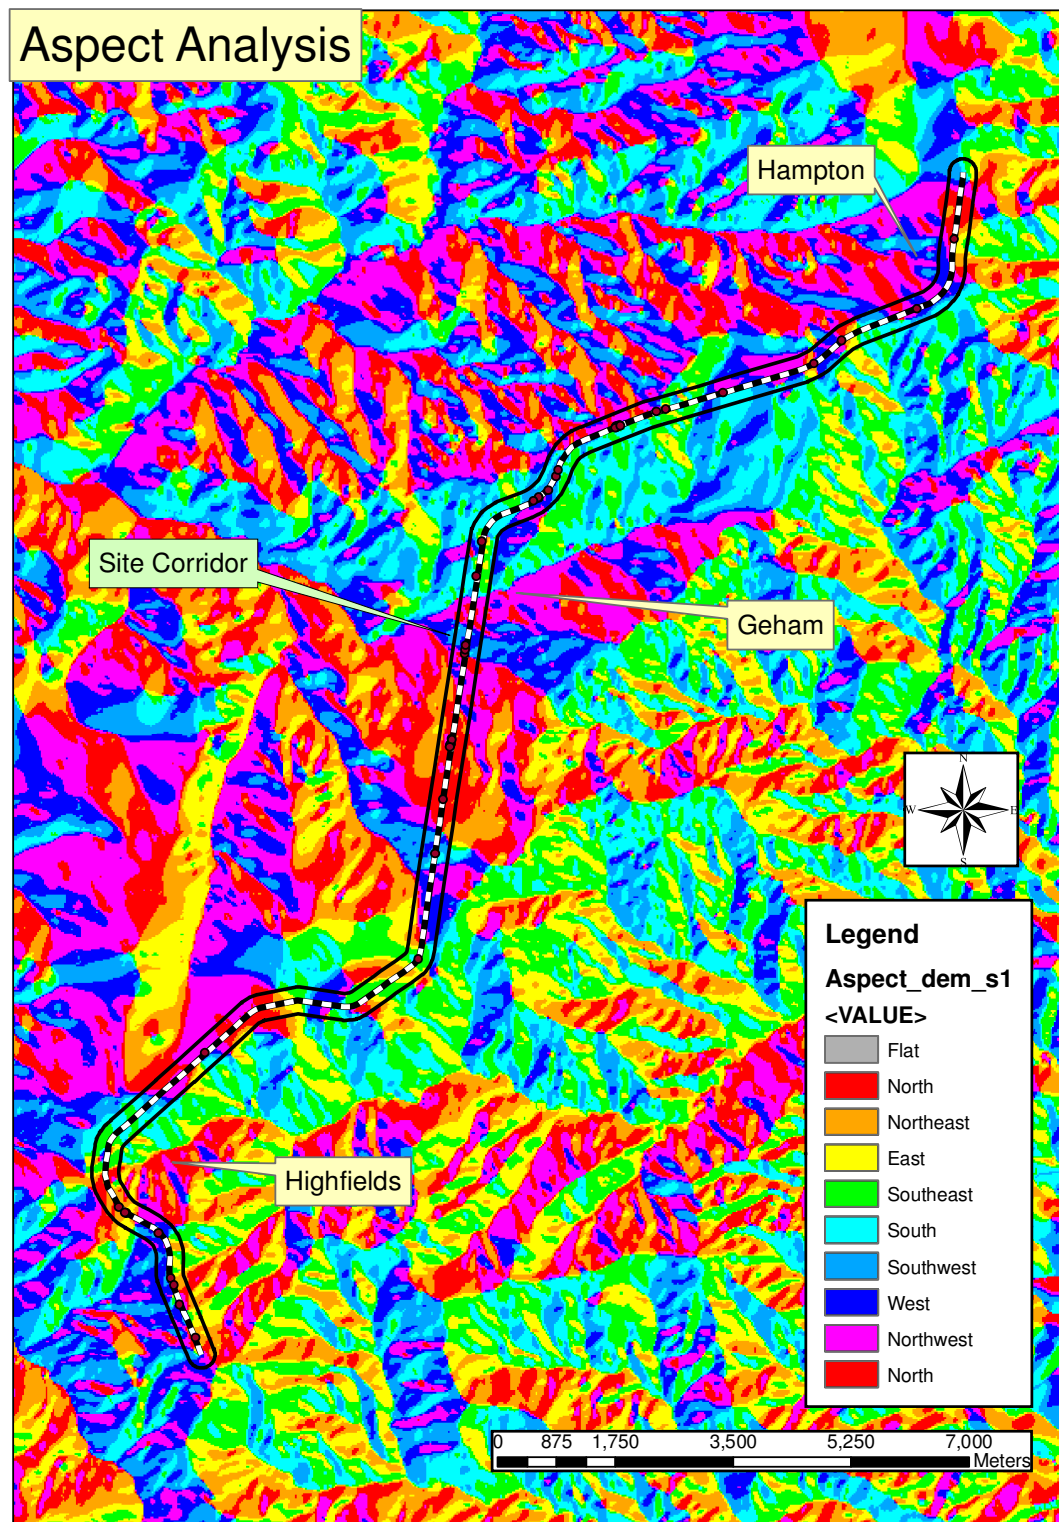 Aspect Analysis
Hampton
Site Corridor
Geham
N
W E
S
Legend
Aspect_dem_s1
<VALUE>
Flat
North
Northeast
East
Southeast
South
Southwest
West
Northwest
North
Highfields
0 875 1,750 3,500 5,250 7,000
Meters